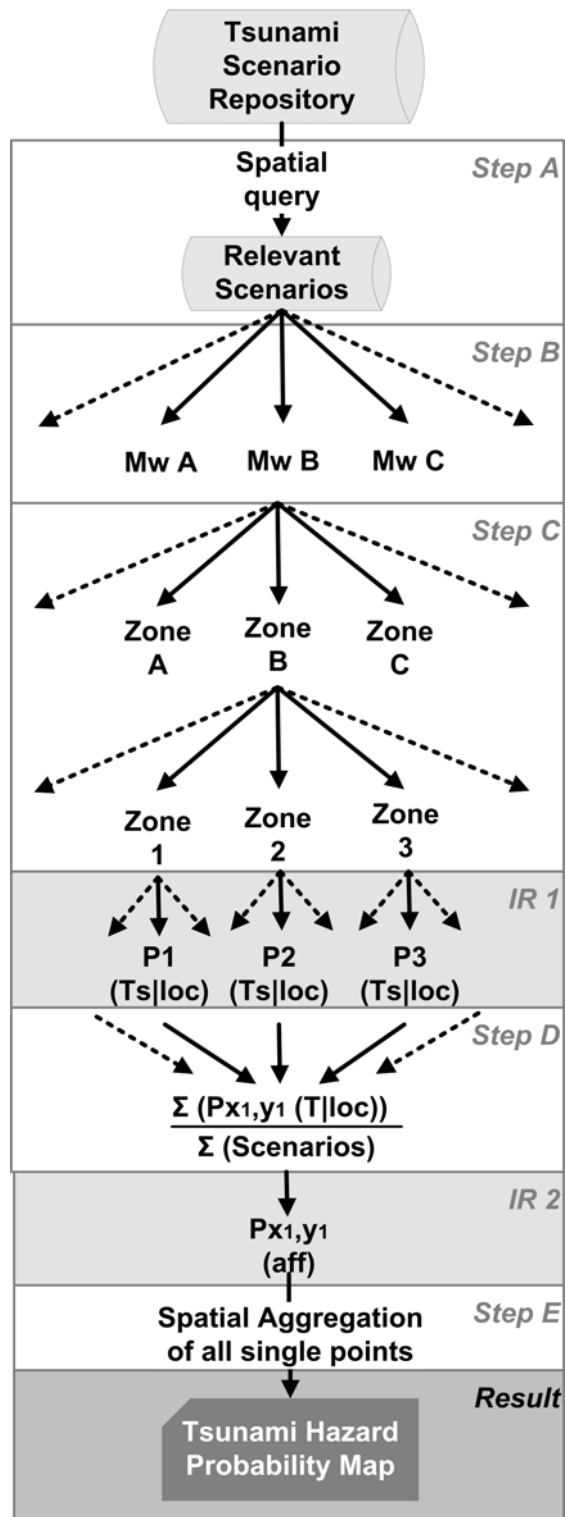 Tsunami
Scenario
Repository
Step A
Spatial
query
Relevant
Scenarios
Step B
Mw A Mw B Mw C
Step C
Zone A Zone B Zone C
Zone 1 Zone 2 Zone 3
IR 1
P1 P2 P3
(Ts|loc) (Ts|loc) (Ts|loc)
Step D
Σ (Px1,y1 (T|loc))
Σ (Scenarios)
IR 2
Px1,y1
(aff)
Step E
Spatial Aggregation
of all single points
Result
Tsunami Hazard
Probability Map